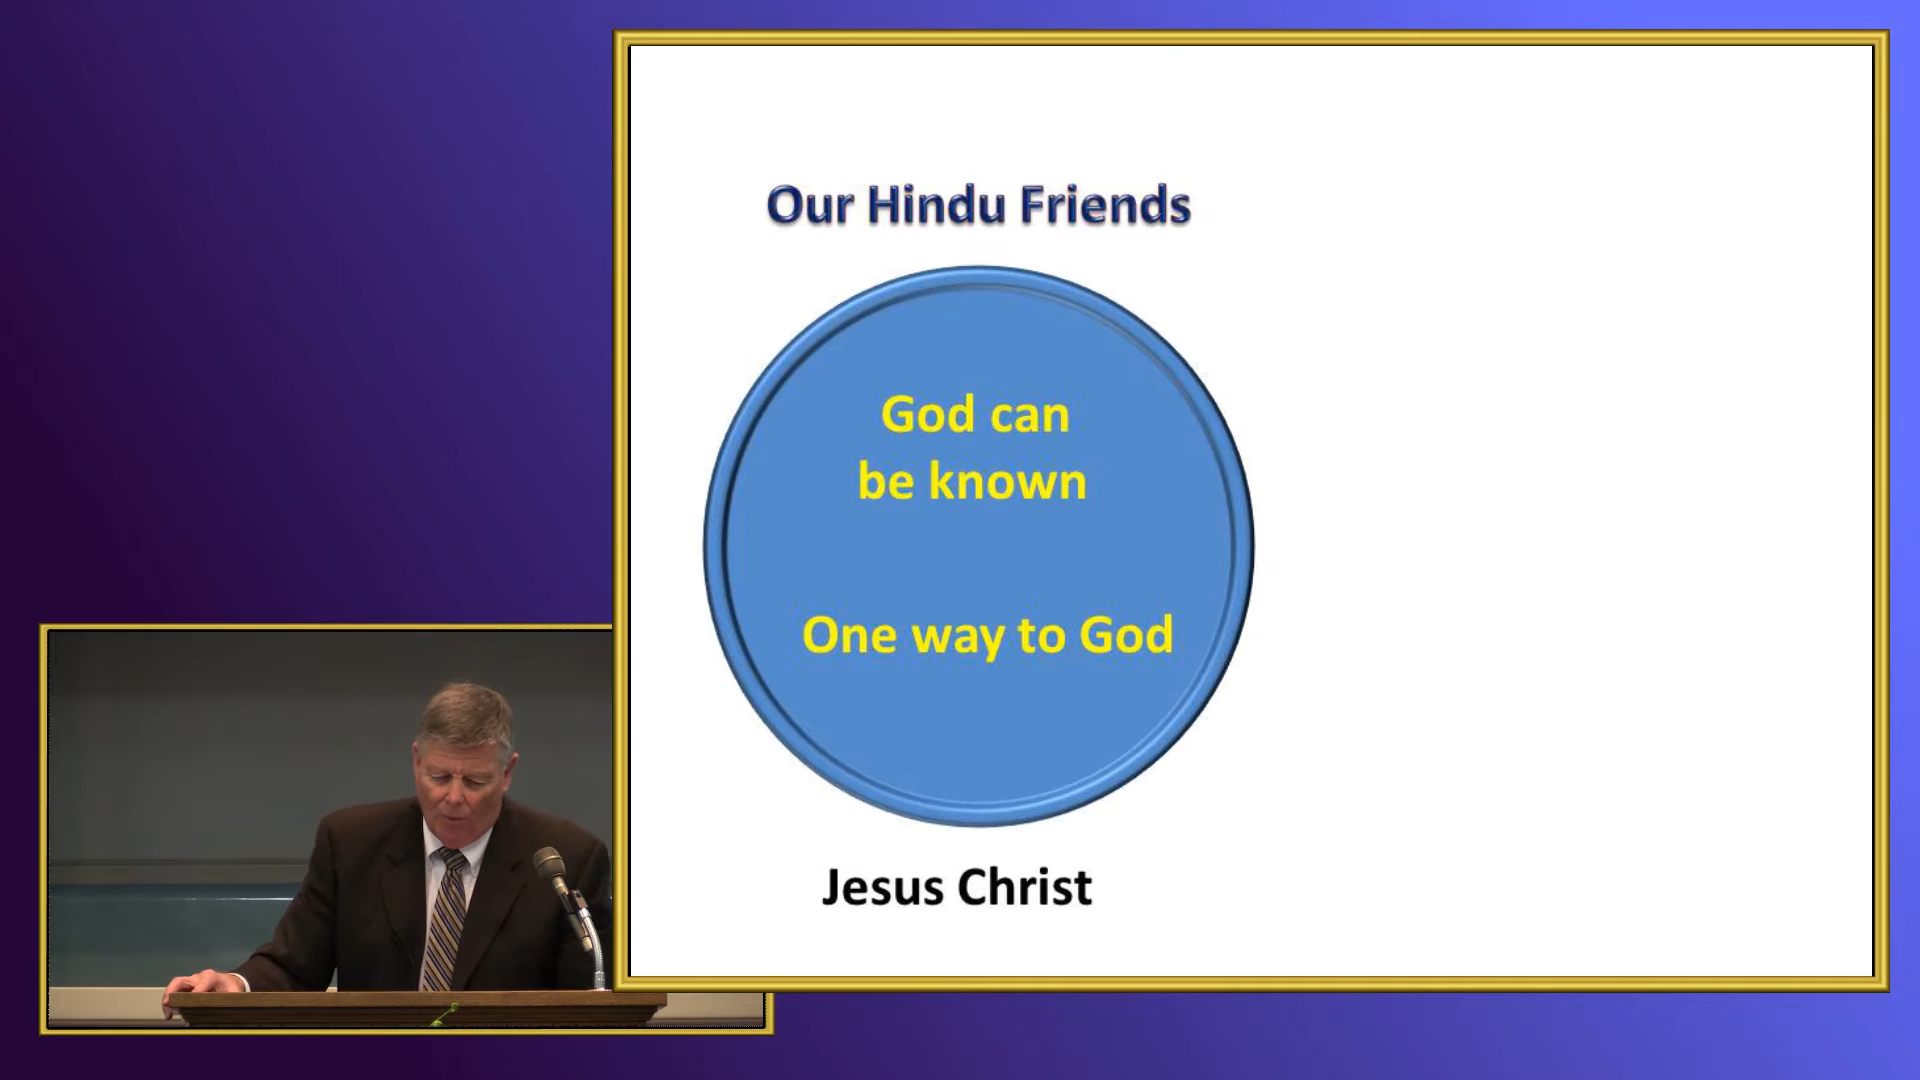 Our Hindu Friends
God can
be known
One way to God
Jesus Christ